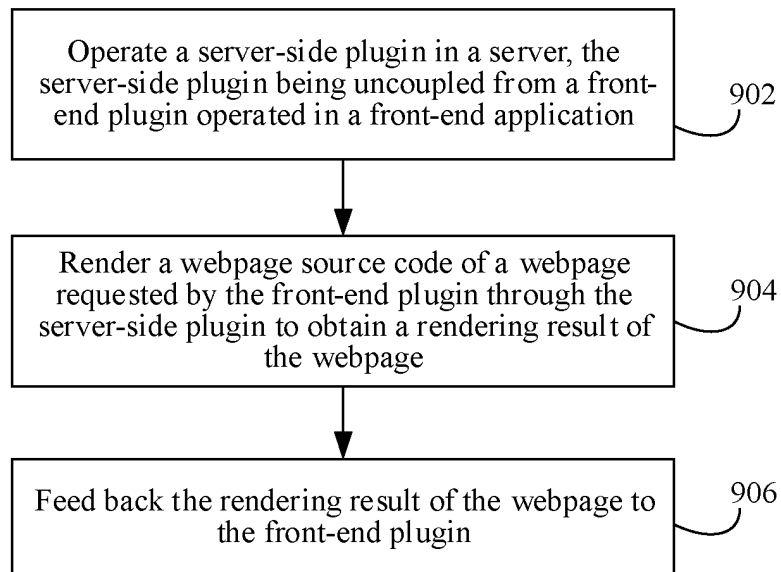 Operate a server-side plugin in a server, the
server-side plugin being uncoupled from a front-
end plugin operated in a front-end application
902
Render a webpage source code of a webpage
requested by the front-end plugin through the
server-side plugin to obtain a rendering result of
the webpage
904
Feed back the rendering result of the webpage to
the front-end plugin
906